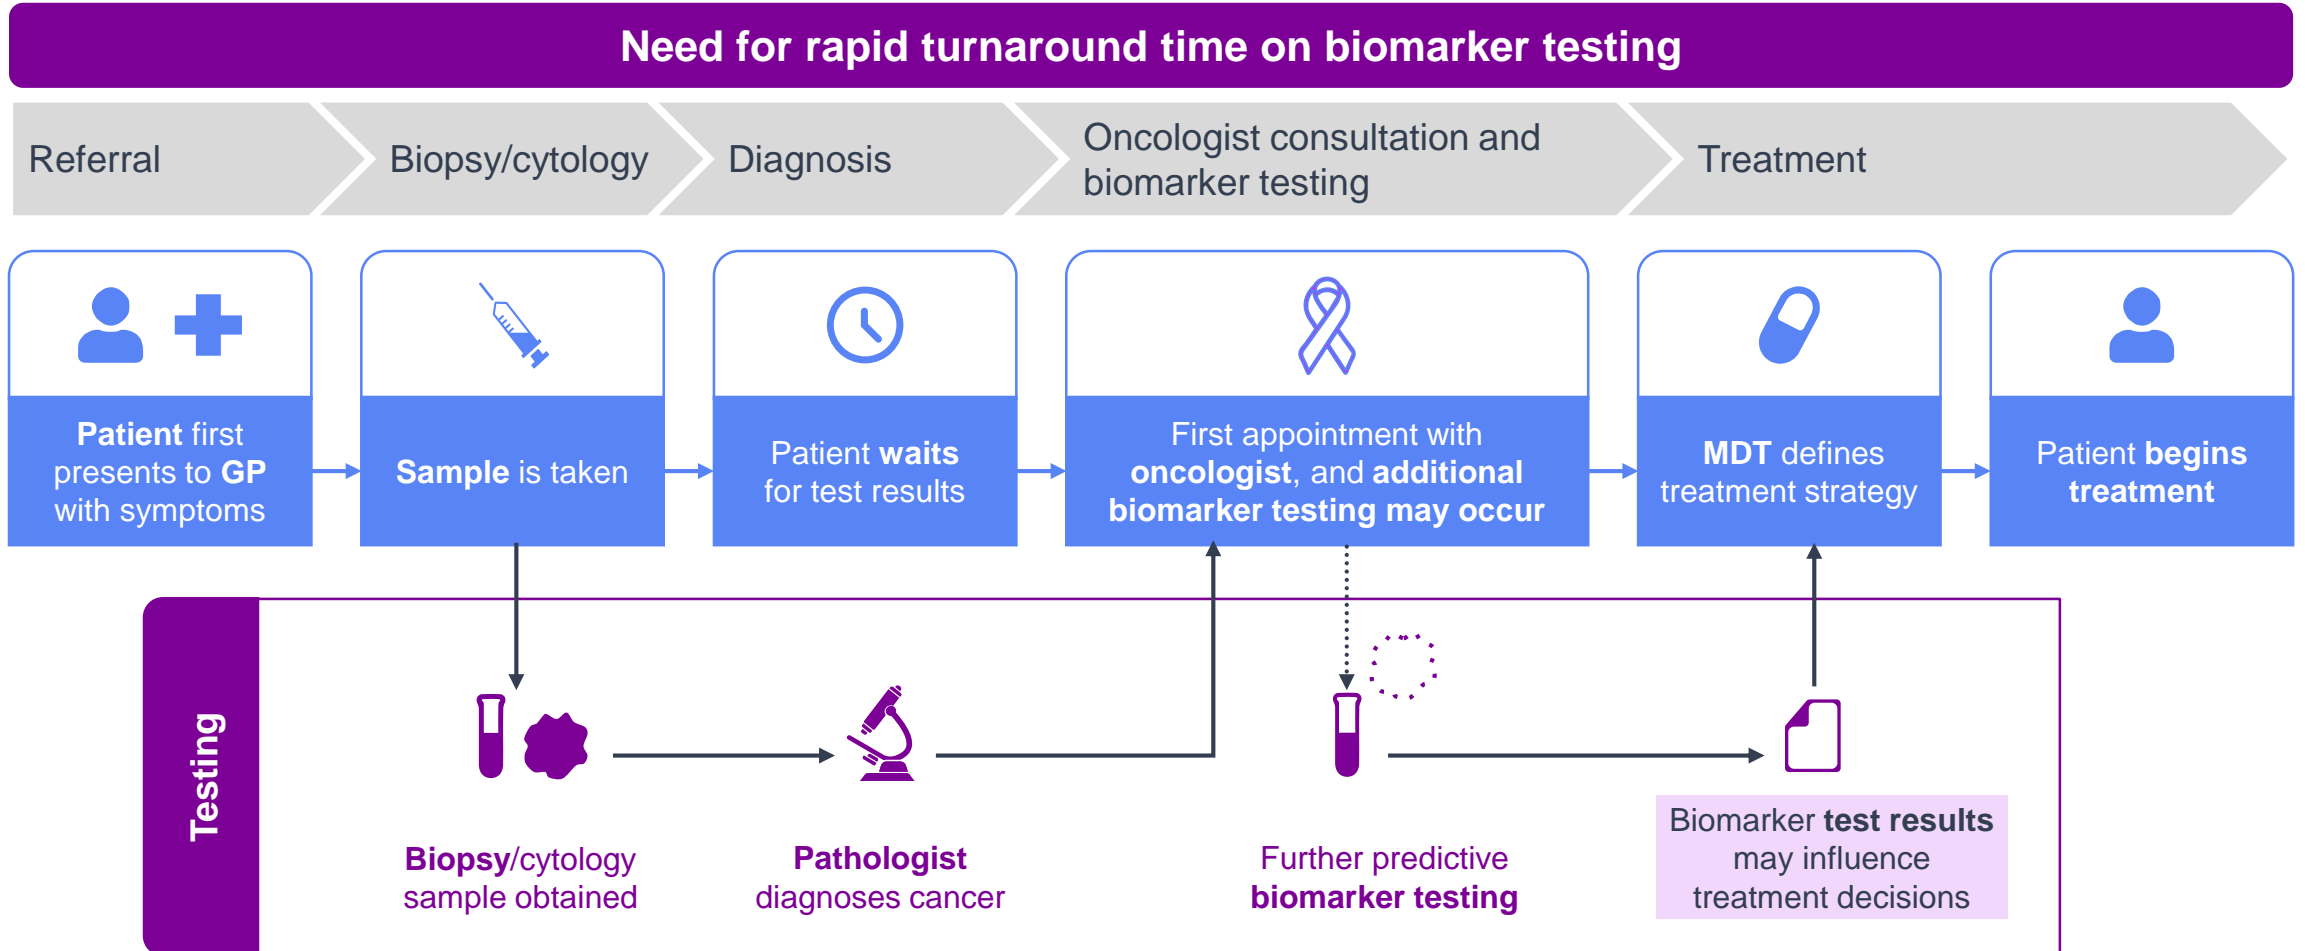 Need for rapid turnaround time on biomarker testing
Referral
Biopsy/cytology
Diagnosis
Oncologist consultation and
biomarker testing
Treatment
Patient first
presents to GP
with symptoms
Sample is taken
Patient waits
for test results
First appointment with
oncologist, and additional
biomarker testing may occur
MDT defines
treatment strategy
Patient begins
treatment
Testing
Biopsy/cytology
sample obtained
Pathologist
diagnoses cancer
Further predictive
biomarker testing
Biomarker test results
may influence
treatment decisions